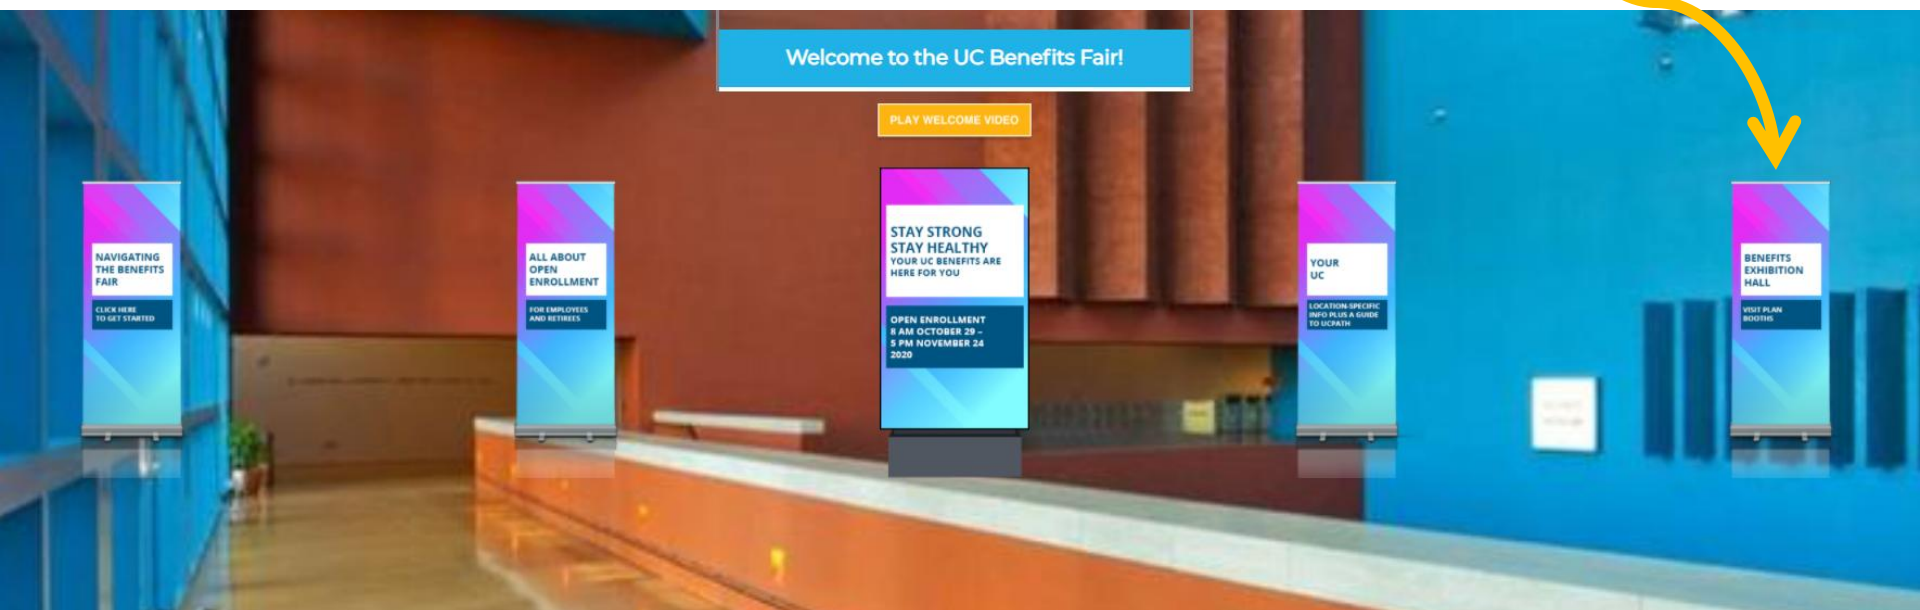 Welcome to the UC Benefits Fair!
PLAY WELCOME VIDEO
NAVIGATING
THE BENEFITS
FAIR
CLICK HERE
TO GET STARTED
ALL ABOUT
OPEN
ENROLLMENT
FOR EMPLOYEES
AND RETIREES
STAY STRONG
STAY HEALTHY
YOUR UC BENEFITS ARE
HERE FOR YOU
OPEN ENROLLMENT
8 AM OCTOBER 29 –
5 PM NOVEMBER 24
2020
YOUR
UC
LOCATION-SPECIFIC
INFO PLUS A GUIDE
TO UCPATH
BENEFITS
EXHIBITION
HALL
VISIT PLAN
BOOTHS